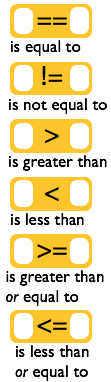 ==
is equal to
!=
is not equal to
>
is greater than
<
is less than
>=
is greater than
or equal to
<=
is less than
or equal to